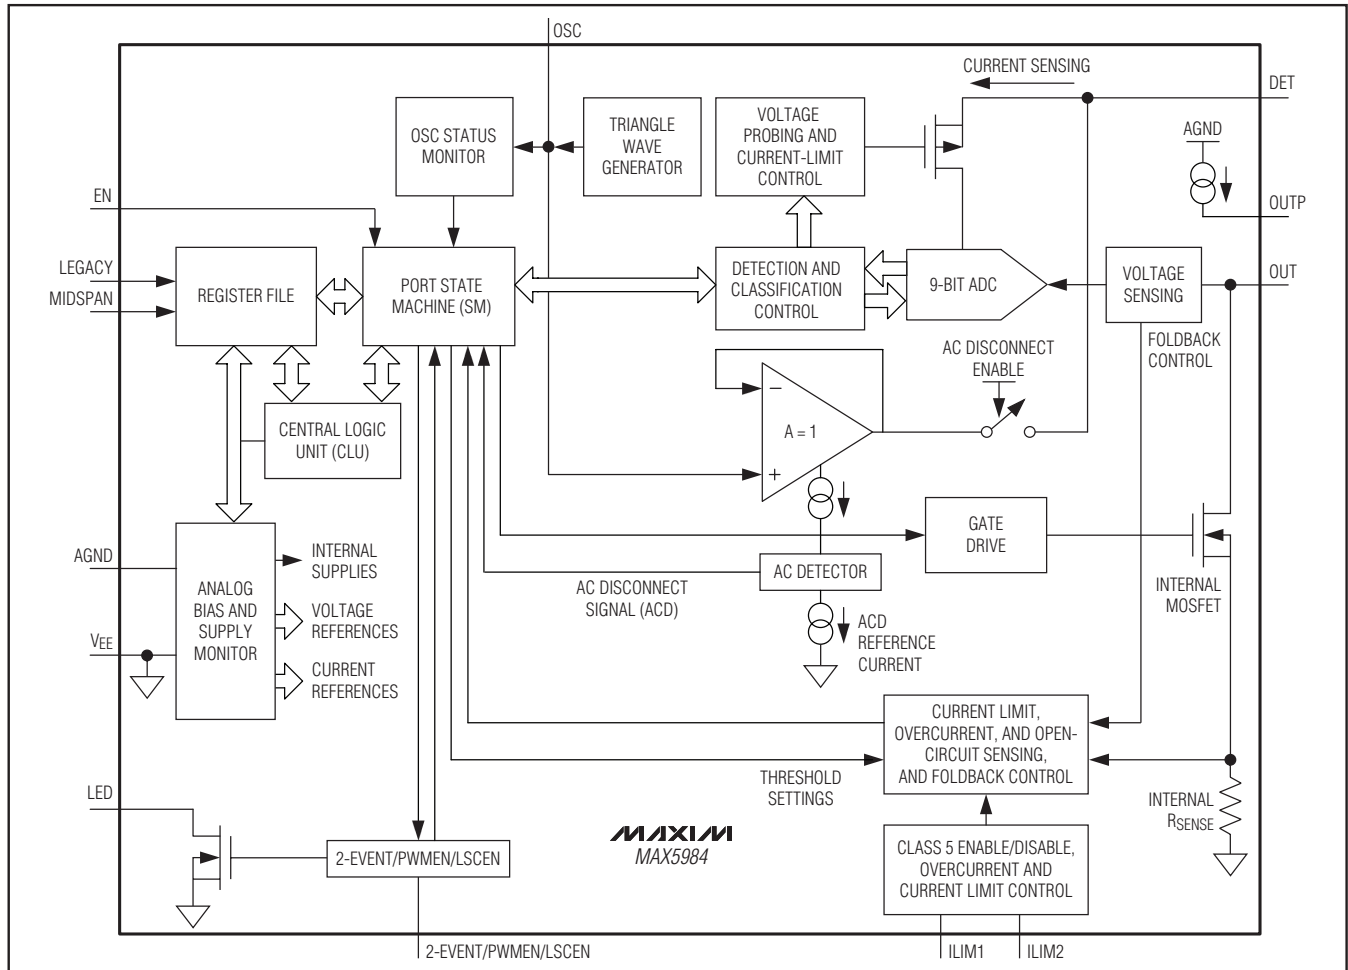 OSC
CURRENT SENSING
DET
OSC STATUS
MONITOR
TRIANGLE
WAVE
GENERATOR
VOLTAGE
PROBING AND
CURRENT-LIMIT
CONTROL
AGND
EN
OUTP
LEGACY
MIDSPAN
REGISTER FILE
PORT STATE
MACHINE (SM)
DETECTION AND
CLASSIFICATION
CONTROL
9-BIT ADC
VOLTAGE
SENSING
OUT
FOLDBACK
CONTROL
AC DISCONNECT
ENABLE
−
A = 1
+
CENTRAL LOGIC
UNIT (CLU)
GATE
DRIVE
INTERNAL
MOSFET
AGND
ANALOG
BIAS AND
SUPPLY
MONITOR
INTERNAL
SUPPLIES
VOLTAGE
REFERENCES
CURRENT
REFERENCES
AC DISCONNECT
SIGNAL (ACD)
AC DETECTOR
ACD
REFERENCE
CURRENT
VEE
CURRENT LIMIT,
OVERCURRENT, AND OPEN-
CIRCUIT SENSING,
AND FOLDBACK CONTROL
THRESHOLD
SETTINGS
INTERNAL
RSENSE
LED
2-EVENT/PWMEN/LSCEN
MAXIM
MAX5984
CLASS 5 ENABLE/DISABLE,
OVERCURRENT AND
CURRENT LIMIT CONTROL
2-EVENT/PWMEN/LSCEN
ILIM1
ILIM2